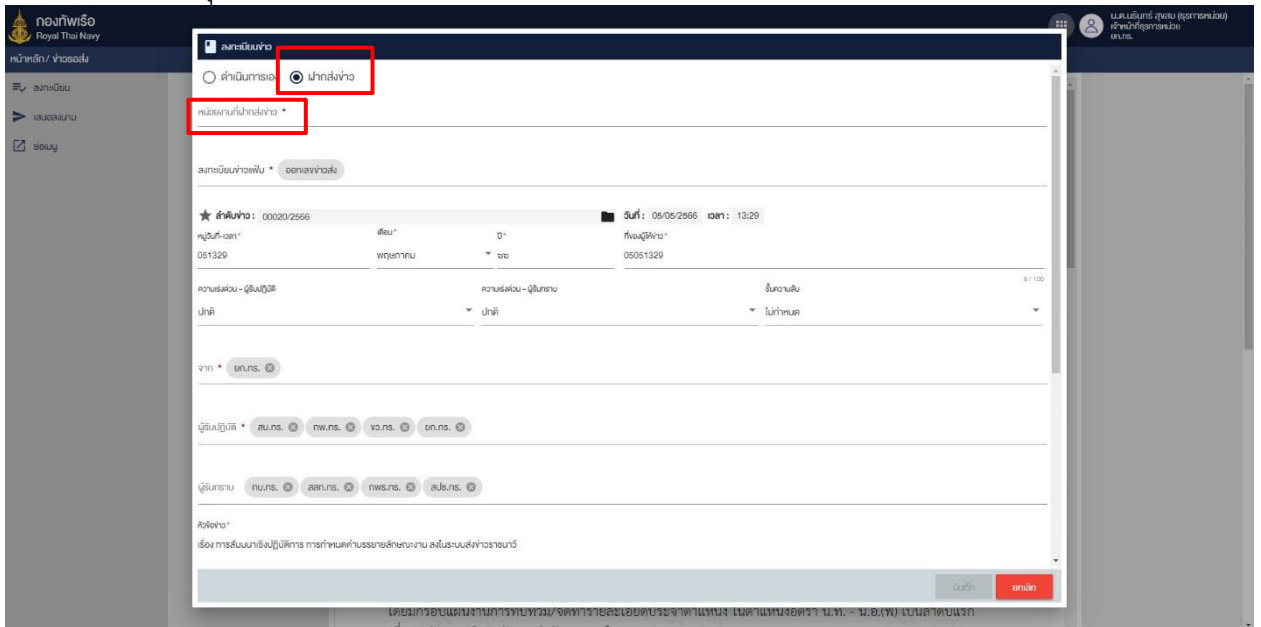 กองทัพเรือ
Royal Thai Navy
น.ต.นรินทร์ สุขสม (ธุรการหน่วย)
เจ้าหน้าที่ธุรการหน่วย
ยก.ทร.
หน้าหลัก/ ข่าวรอส่ง
ลงทะเบียนข่าว
ลงทะเบียน
เสนอลงนาม
ย่อเมนู
ดำเนินการเอง ฝากส่งข่าว
หน่วยงานที่ฝากส่งข่าว *
ลงทะเบียนข่าวแฟ้ม * ออกเลขข่าวส่ง
ลำดับข่าว : 00020/2566 วันที่ : 05/05/2566 เวลา : 13:29
หมู่วันที่-เวลา* เดือน* ปี* ที่ของผู้ให้ข่าว*
051329 พฤษภาคม ๖๖ 05051329
8 / 100
ความเร่งด่วน - ผู้รับปฏิบัติ ความเร่งด่วน - ผู้รับทราบ ชั้นความลับ
ปกติ ปกติ ไม่กำหนด
จาก * ยก.ทร.
ผู้รับปฏิบัติ * สบ.ทร. กพ.ทร. ขว.ทร. ยก.ทร.
ผู้รับทราบ กบ.ทร. สสท.ทร. กพร.ทร. สปช.ทร.
หัวข้อข่าว*
เรื่อง การสัมมนาเชิงปฏิบัติการ การกำหนดคำบรรยายลักษณะงาน ลงในระบบส่งข่าวราชนาวี
บันทึก ยกเลิก